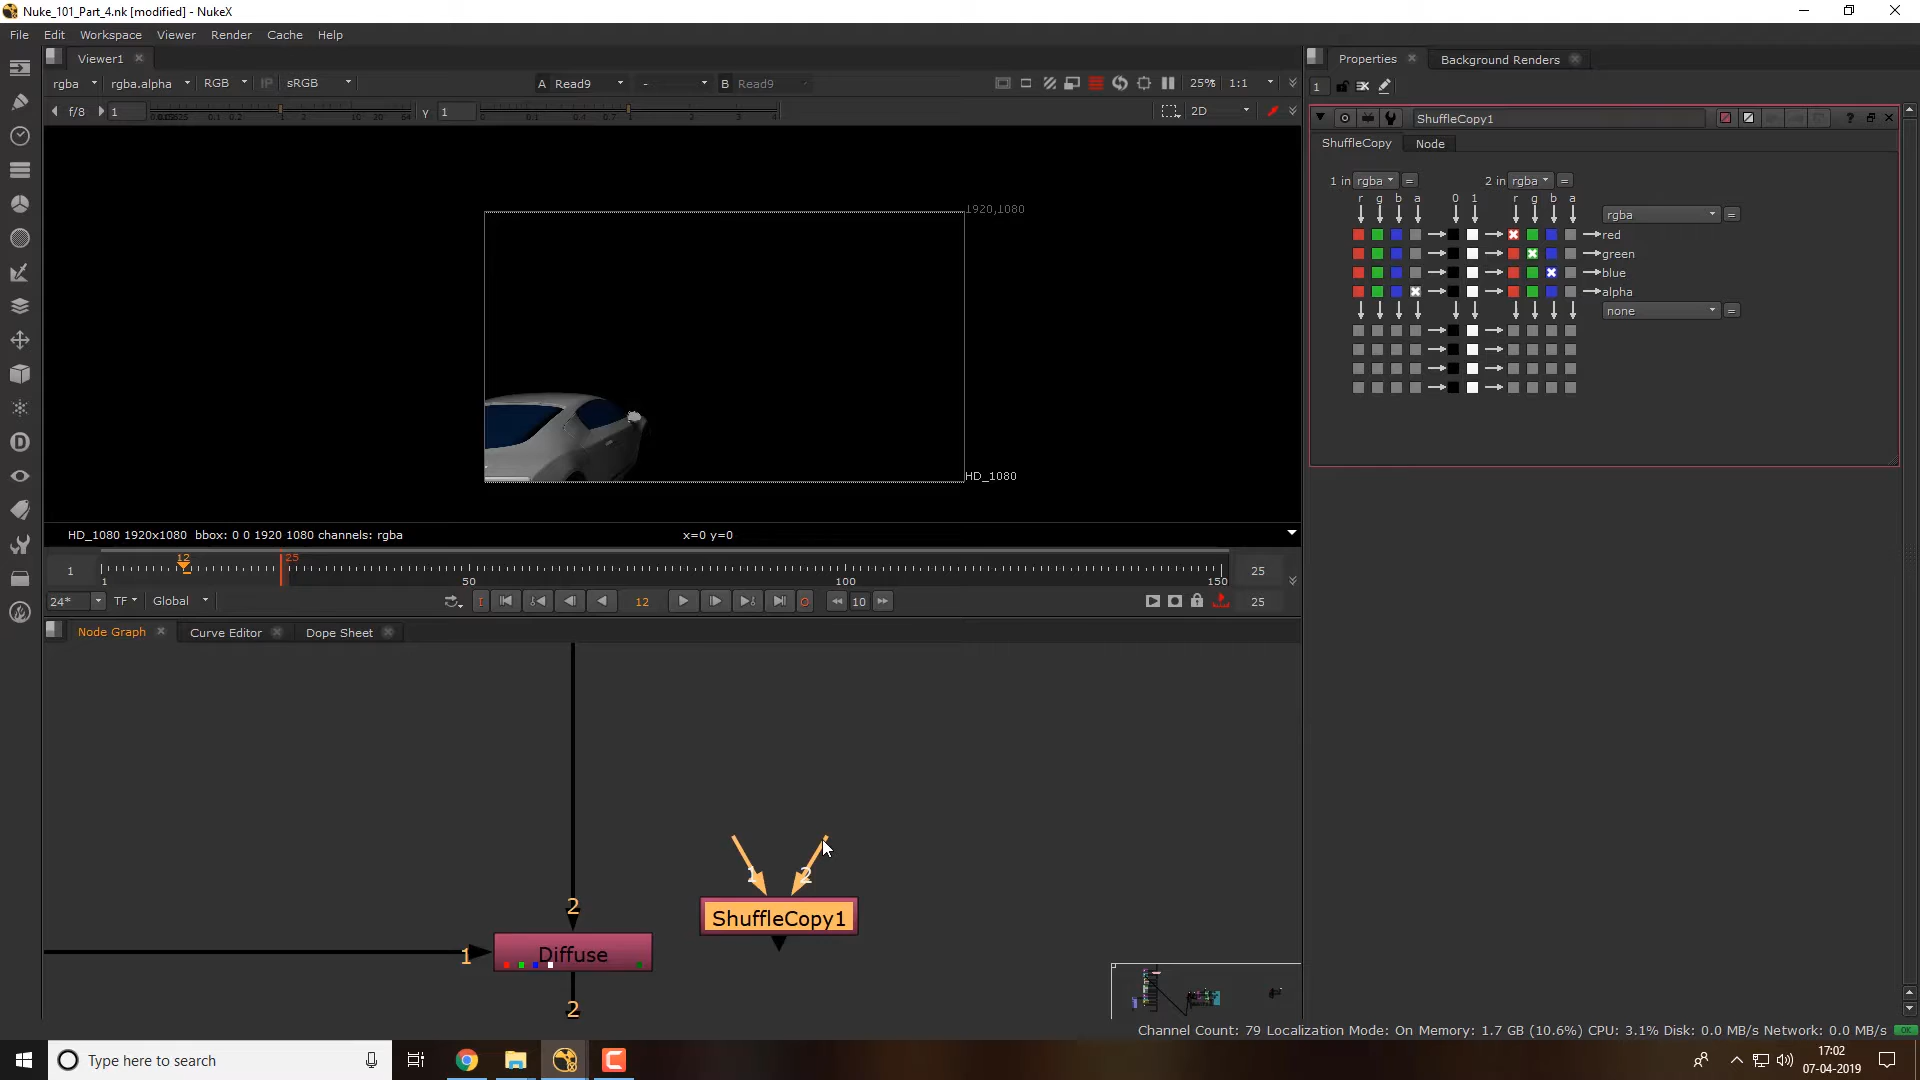 Nuke_101_Part_4.nk [modified] - NukeX
File Edit Workspace Viewer Render Cache Help
Viewer1
rgba rgba.alpha RGB IP sRGB A Read9 - B Read9 25% 1:1
f/8 1 Y 1 2D
1920,1080
HD_1080
HD_1080 1920x1080 bbox: 0 0 1920 1080 channels: rgba x=0 y=0
1 12 25 1 50 100 150 25
24* TF Global 12 10 25
Node Graph Curve Editor Dope Sheet
2
1 Diffuse
2
1 2
ShuffleCopy1
Properties Background Renders
1
ShuffleCopy1
ShuffleCopy Node
1 in rgba = 2 in rgba =
r g b a 0 1 r g b a
rgba =
red
green
blue
alpha
none =
Channel Count: 79 Localization Mode: On Memory: 1.7 GB (10.6%) CPU: 3.1% Disk: 0.0 MB/s Network: 0.0 MB/s OK
Type here to search
17:02
07-04-2019